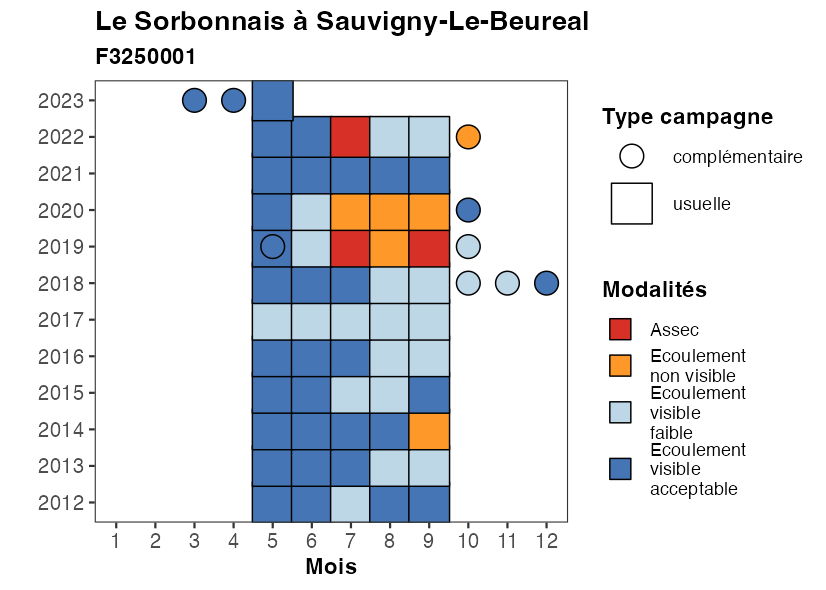 Le Sorbonnais à Sauvigny-Le-Beureal
F3250001
2023
2022
2021
2020
2019
2018
2017
2016
2015
2014
2013
2012
1 2 3 4 5 6 7 8 9 10 11 12
Mois
Type campagne
complémentaire
usuelle
Modalités
Assec
Ecoulement
non visible
Ecoulement
visible
faible
Ecoulement
visible
acceptable